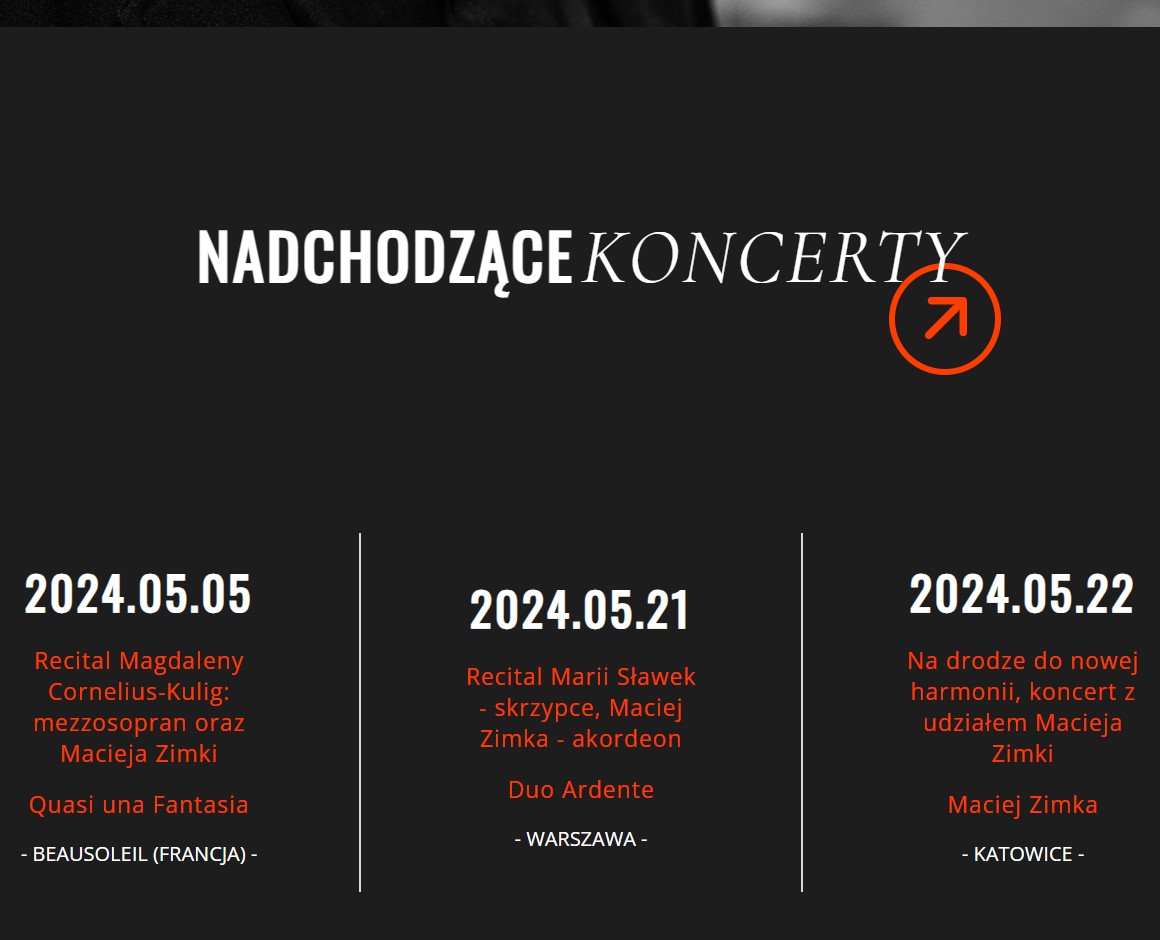 NADCHODZĄCE KONCERTY
2024.05.05
Recital Magdaleny
Cornelius-Kulig:
mezzosopran oraz
Macieja Zimki
Quasi una Fantasia
- BEAUSOLEIL (FRANCJA) -
2024.05.21
Recital Marii Sławek
- skrzypce, Maciej
Zimka - akordeon
Duo Ardente
- WARSZAWA -
2024.05.22
Na drodze do nowej
harmonii, koncert z
udziałem Macieja
Zimki
Maciej Zimka
- KATOWICE -